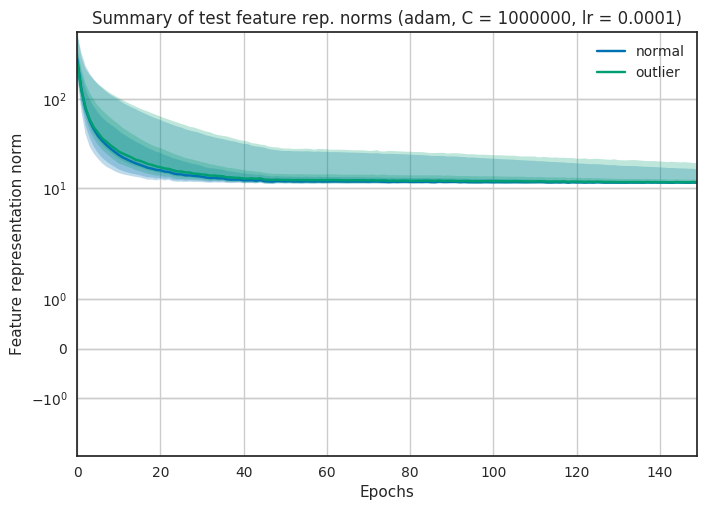 Summary of test feature rep. norms (adam, C = 1000000, lr = 0.0001)
normal
outlier
Feature representation norm
10²
10¹
10⁰
0
−10⁰
0 20 40 60 80 100 120 140
Epochs